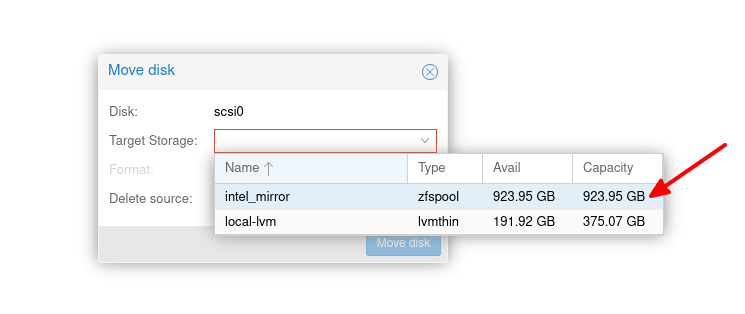 Move disk
Disk: scsi0
Target Storage:
Format:
Delete source:
Name Type Avail Capacity
intel_mirror zfspool 923.95 GB 923.95 GB
local-lvm lvmthin 191.92 GB 375.07 GB
Move disk